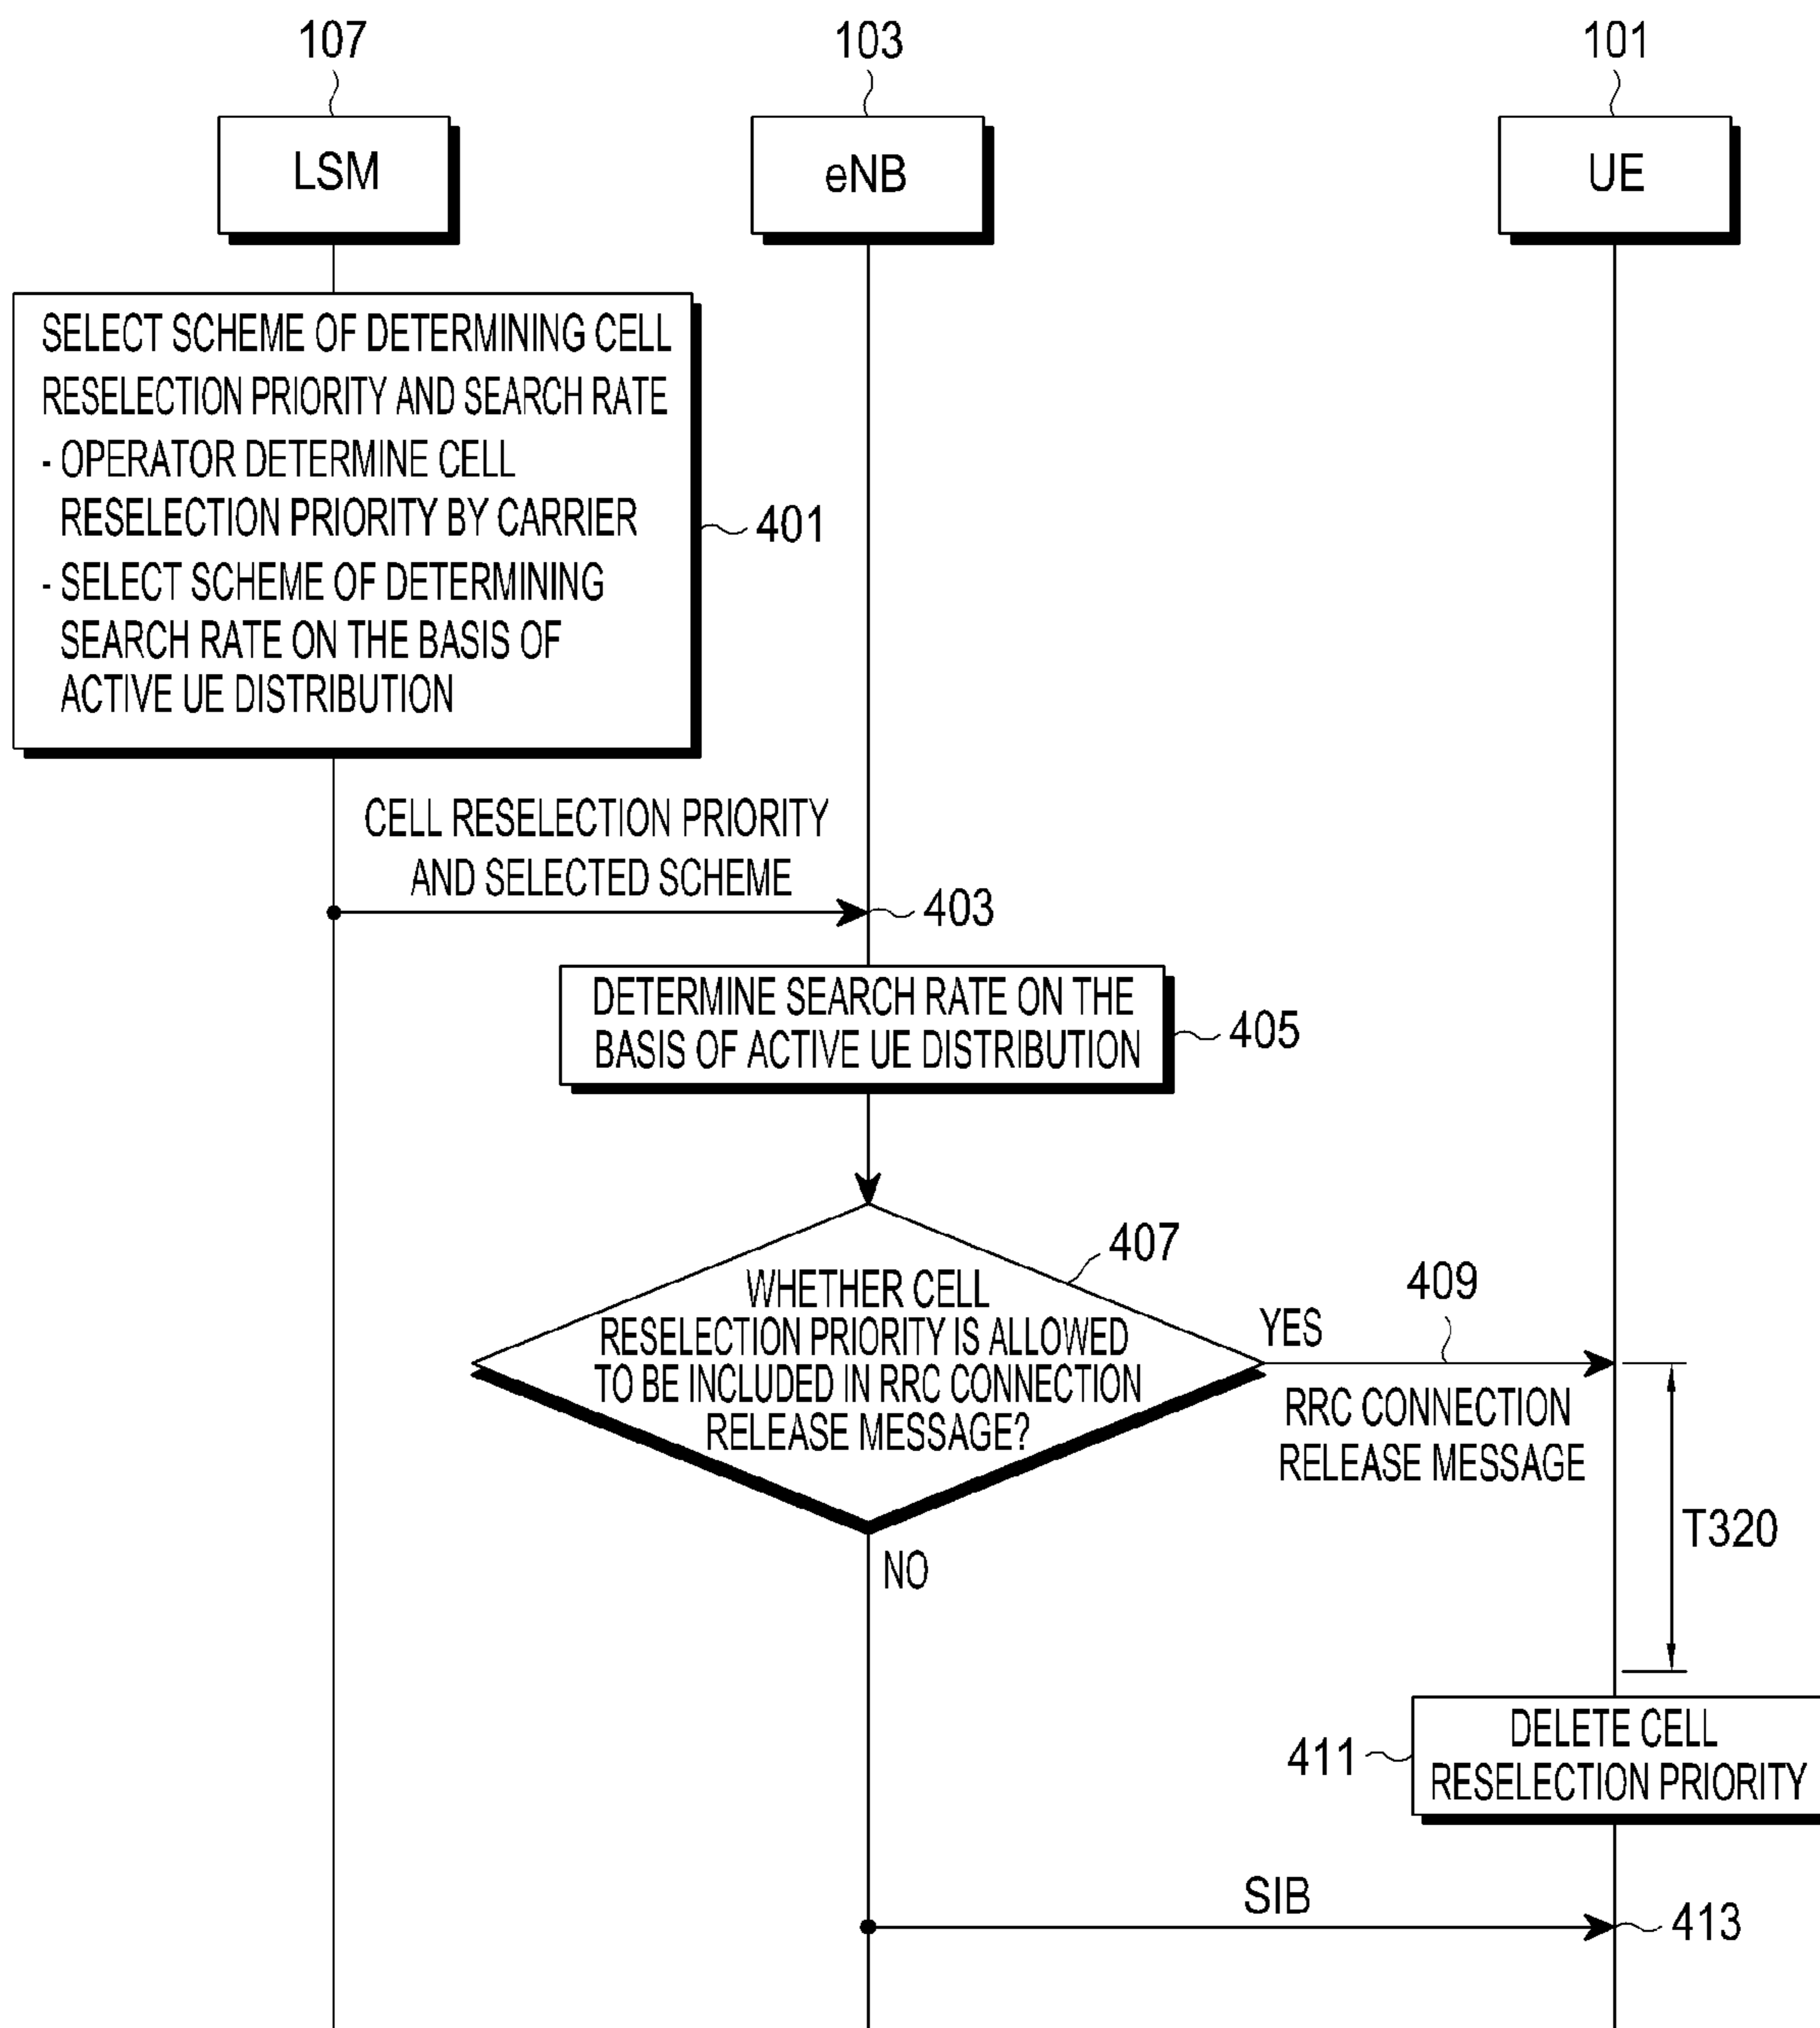 107
103
101
LSM
eNB
UE
SELECT SCHEME OF DETERMINING CELL
RESELECTION PRIORITY AND SEARCH RATE
- OPERATOR DETERMINE CELL
RESELECTION PRIORITY BY CARRIER
- SELECT SCHEME OF DETERMINING
SEARCH RATE ON THE BASIS OF
ACTIVE UE DISTRIBUTION
401
CELL RESELECTION PRIORITY
AND SELECTED SCHEME
403
DETERMINE SEARCH RATE ON THE
BASIS OF ACTIVE UE DISTRIBUTION
405
407
WHETHER CELL
RESELECTION PRIORITY IS ALLOWED
TO BE INCLUDED IN RRC CONNECTION
RELEASE MESSAGE?
YES
409
RRC CONNECTION
RELEASE MESSAGE
T320
NO
411
DELETE CELL
RESELECTION PRIORITY
SIB
413